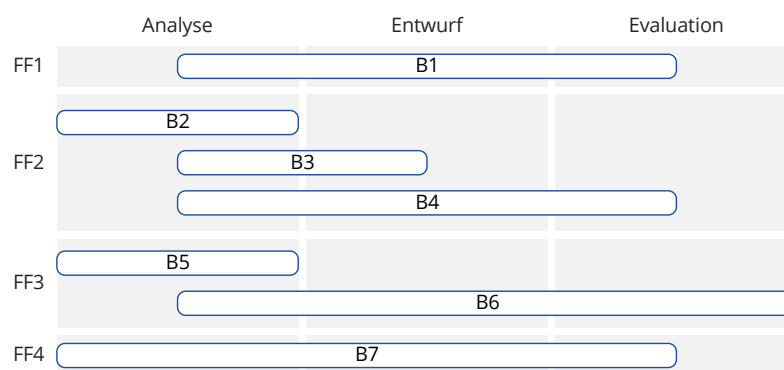 Analyse Entwurf Evaluation
FF1 B1
B2
FF2 B3
B4
B5
FF3
B6
FF4 B7